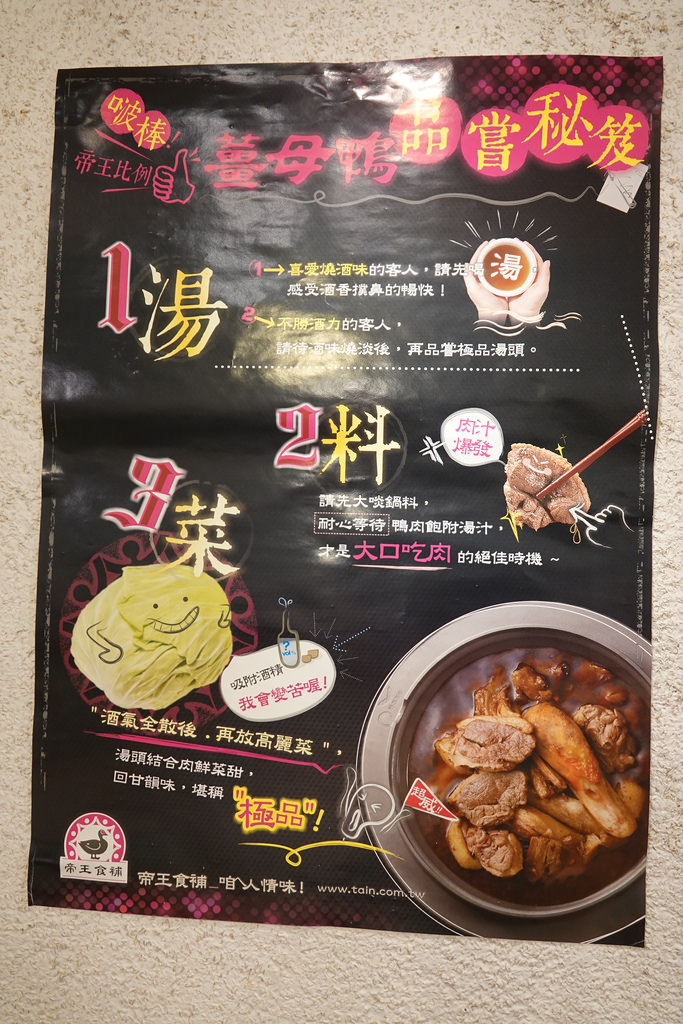 啵棒!
帝王比例
薑母鴨品嘗秘笈
1湯
1→喜愛燒酒味的客人，請先喝湯。
感受酒香撲鼻的暢快！
2→不勝酒力的客人，
請待酒味燒淡後，再品嘗極品湯頭。
2料
肉汁
爆發
請先大啖鍋料，
耐心等待 鴨肉飽附湯汁，
才是 大口吃肉 的絕佳時機 ~
3菜
?
吸附酒精
我會變苦喔!
"酒氣全散後．再放高麗菜"，
湯頭結合肉鮮菜甜，
回甘韻味，堪稱
"極品"!
超威!!
帝王食補
帝王食補_咱ㄟ人情味! www.tain.com.tw